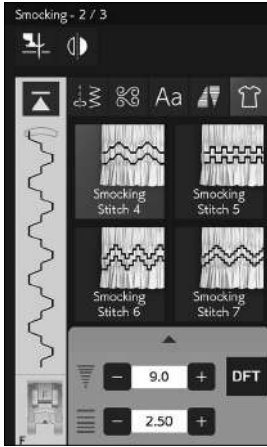 Smocking - 2 / 3
Aa
Smocking
Stitch 4
Smocking
Stitch 5
Smocking
Stitch 6
Smocking
Stitch 7
− 9.0 + DFT
− 2.50 +
F